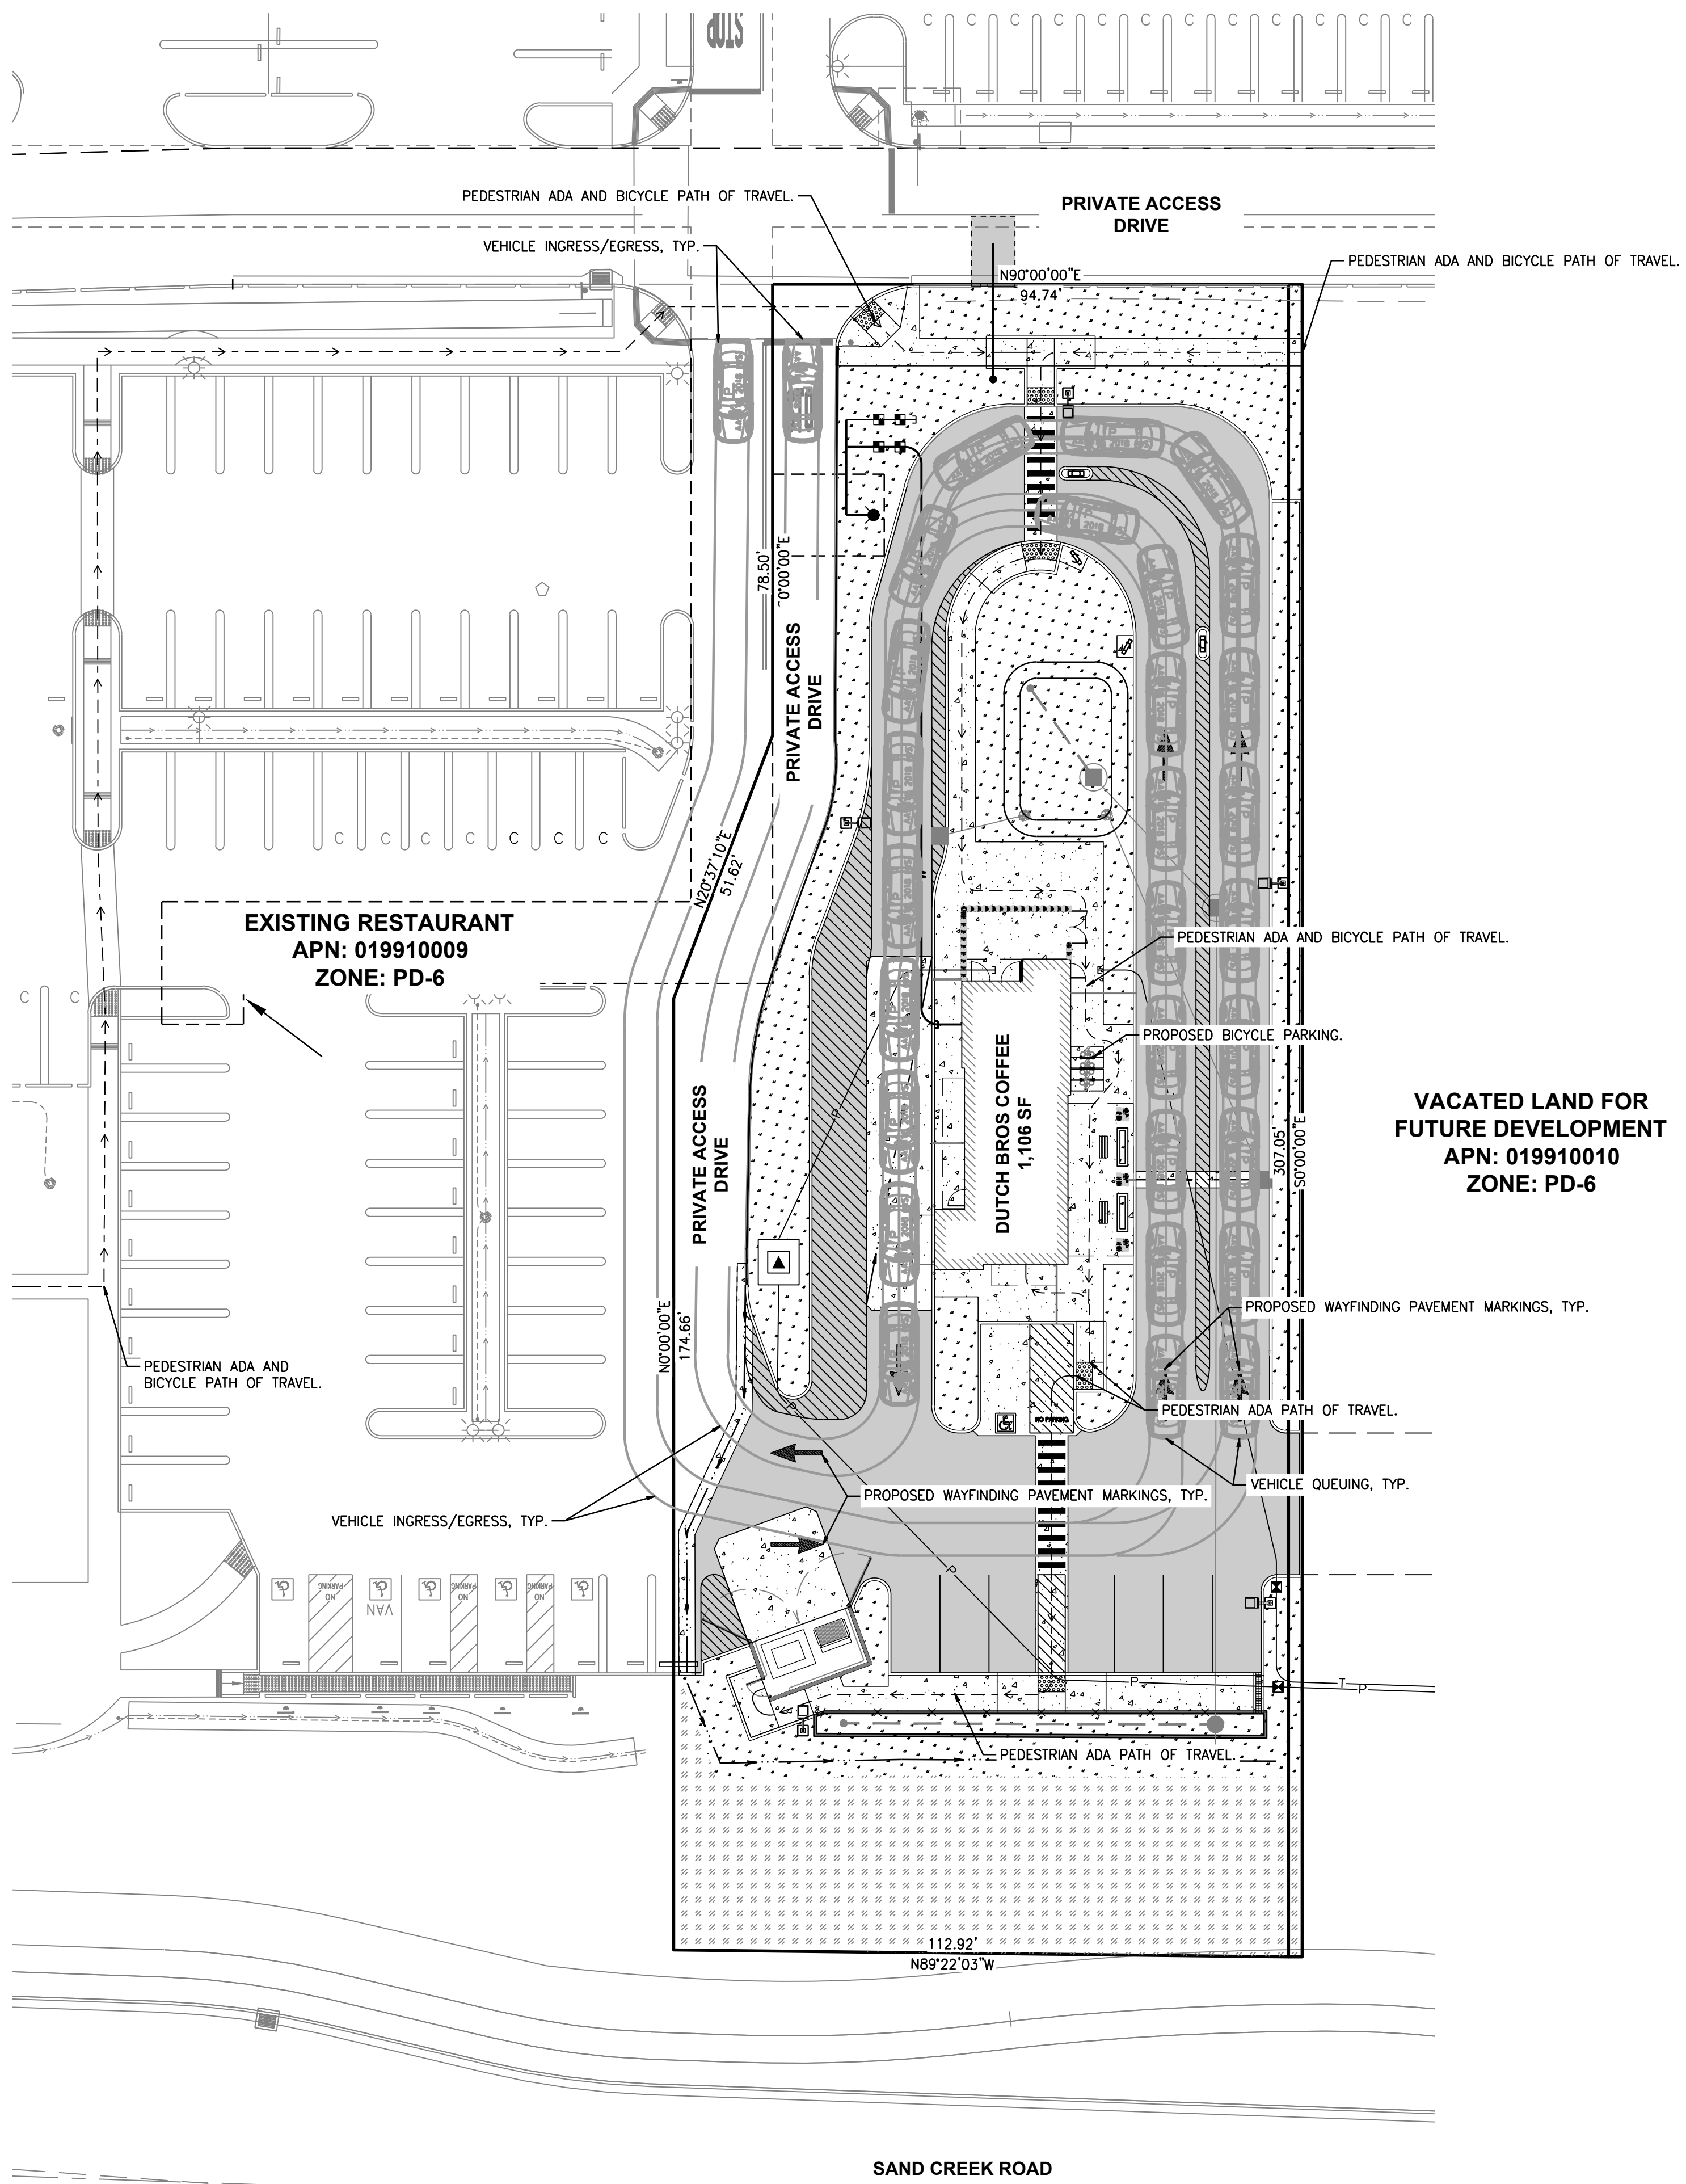 STOP
C C C C C C C C C C C C
PEDESTRIAN ADA AND BICYCLE PATH OF TRAVEL.
PRIVATE ACCESS
DRIVE
VEHICLE INGRESS/EGRESS, TYP.
PEDESTRIAN ADA AND BICYCLE PATH OF TRAVEL.
N90°00'00"E
94.74'
78.50'
0°00'00"E
PRIVATE ACCESS
DRIVE
N20°37'10"E
51.62'
C C C C C C C
EXISTING RESTAURANT
APN: 019910009
ZONE: PD-6
C C
PEDESTRIAN ADA AND BICYCLE PATH OF TRAVEL.
PROPOSED BICYCLE PARKING.
DUTCH BROS COFFEE
1,106 SF
VACATED LAND FOR
FUTURE DEVELOPMENT
APN: 019910010
ZONE: PD-6
307.05'
S0°00'00"E
PRIVATE ACCESS
DRIVE
N0°00'00"E
174.66'
P
PROPOSED WAYFINDING PAVEMENT MARKINGS, TYP.
PEDESTRIAN ADA AND
BICYCLE PATH OF TRAVEL.
PEDESTRIAN ADA PATH OF TRAVEL.
NO PARKING
P
VEHICLE QUEUING, TYP.
PROPOSED WAYFINDING PAVEMENT MARKINGS, TYP.
VEHICLE INGRESS/EGRESS, TYP.
P
NO
PARKING
VAN
NO
PARKING
NO
PARKING
P
T
P
PEDESTRIAN ADA PATH OF TRAVEL.
112.92'
N89°22'03"W
SAND CREEK ROAD